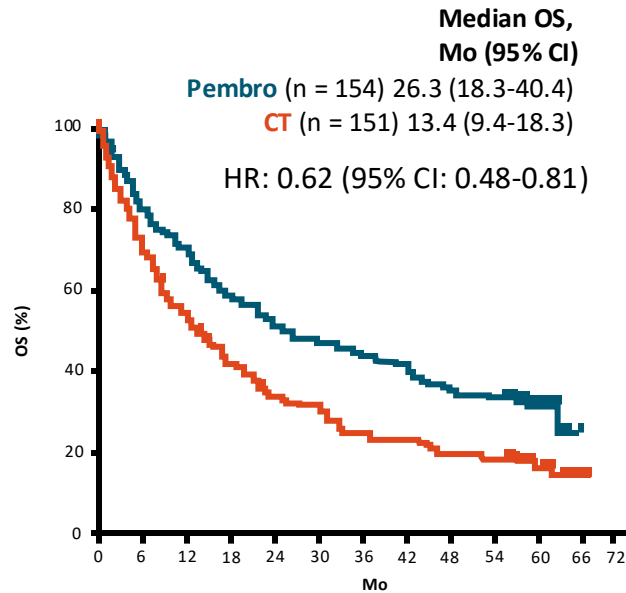 Median OS,
Mo (95% CI)
Pembro (n = 154) 26.3 (18.3-40.4)
CT (n = 151) 13.4 (9.4-18.3)
HR: 0.62 (95% CI: 0.48-0.81)
100
80
60
40
20
0
OS (%)
0 6 12 18 24 30 36 42 48 54 60 66 72
Mo